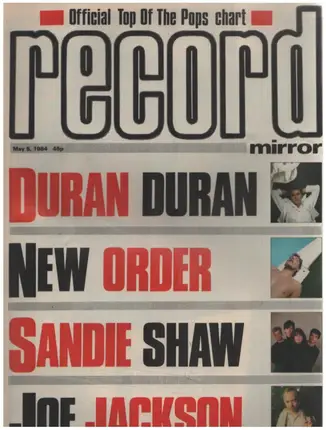 Official Top Of The Pops chart
record
mirror
May 5, 1984 45p
DURAN DURAN
NEW ORDER
SANDIE SHAW
JOE JACKSON